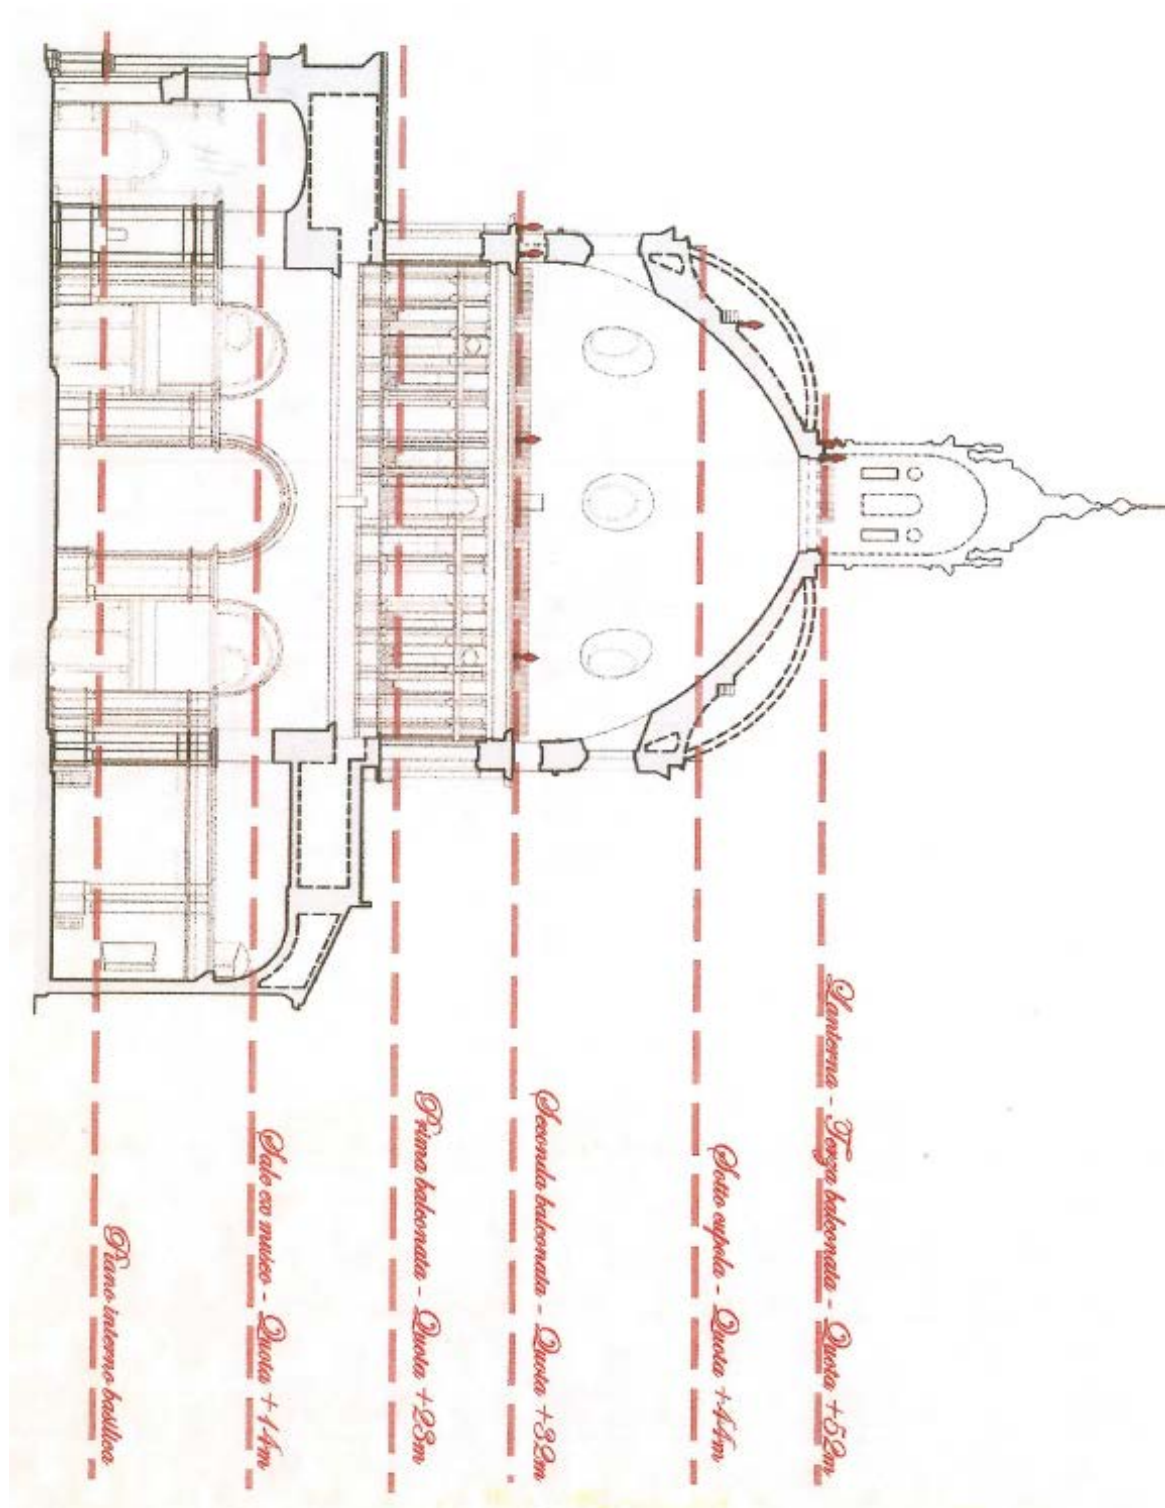 Lanterna - Terza balconata - Quota +52m
Sotto cupola - Quota +44m
Seconda balconata - Quota +32m
Prima balconata - Quota +23m
Sale ex museo - Quota +14m
Piano interno basilica